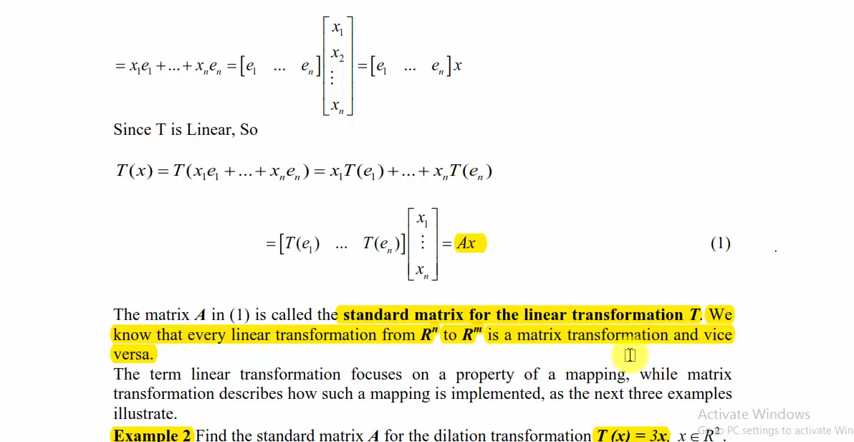 = x₁e₁ + ... + xₙeₙ = [e₁ ... eₙ] [x₁ x₂ ⋮ xₙ] = [e₁ ... eₙ] x
Since T is Linear, So
T(x) = T(x₁e₁ + ... + xₙeₙ) = x₁T(e₁) + ... + xₙT(eₙ)
= [T(e₁) ... T(eₙ)] [x₁ ⋮ xₙ] = Ax (1)
The matrix A in (1) is called the standard matrix for the linear transformation T. We
know that every linear transformation from Rⁿ to Rᵐ is a matrix transformation and vice
versa.
The term linear transformation focuses on a property of a mapping, while matrix
transformation describes how such a mapping is implemented, as the next three examples
illustrate.
Activate Windows
Example 2 Find the standard matrix A for the dilation transformation T (x) = 3x, x ∈ R².
Go to PC settings to activate Win